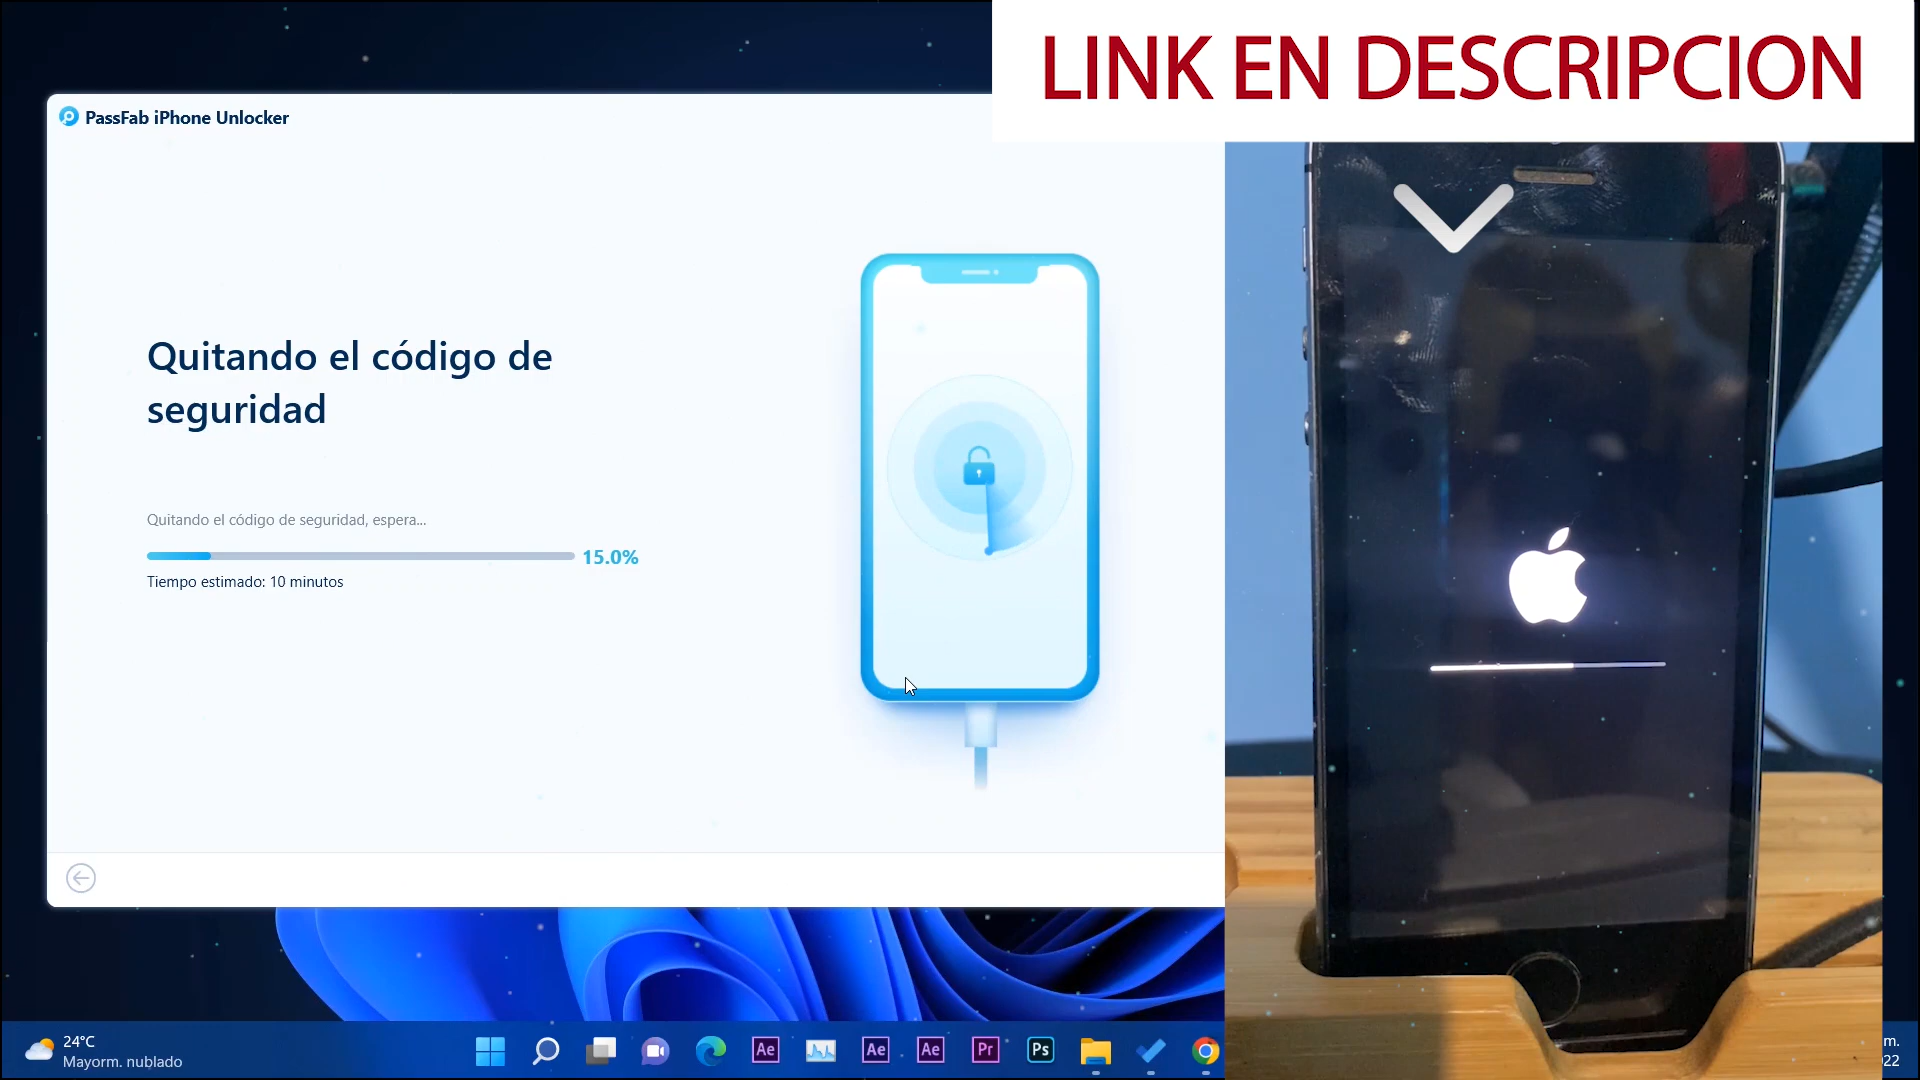 LINK EN DESCRIPCION
PassFab iPhone Unlocker
Quitando el código de
seguridad
Quitando el código de seguridad, espera...
15.0%
Tiempo estimado: 10 minutos
24°C
Mayorm. nublado
Ae
Ae
Ae
Pr
Ps
m.
22